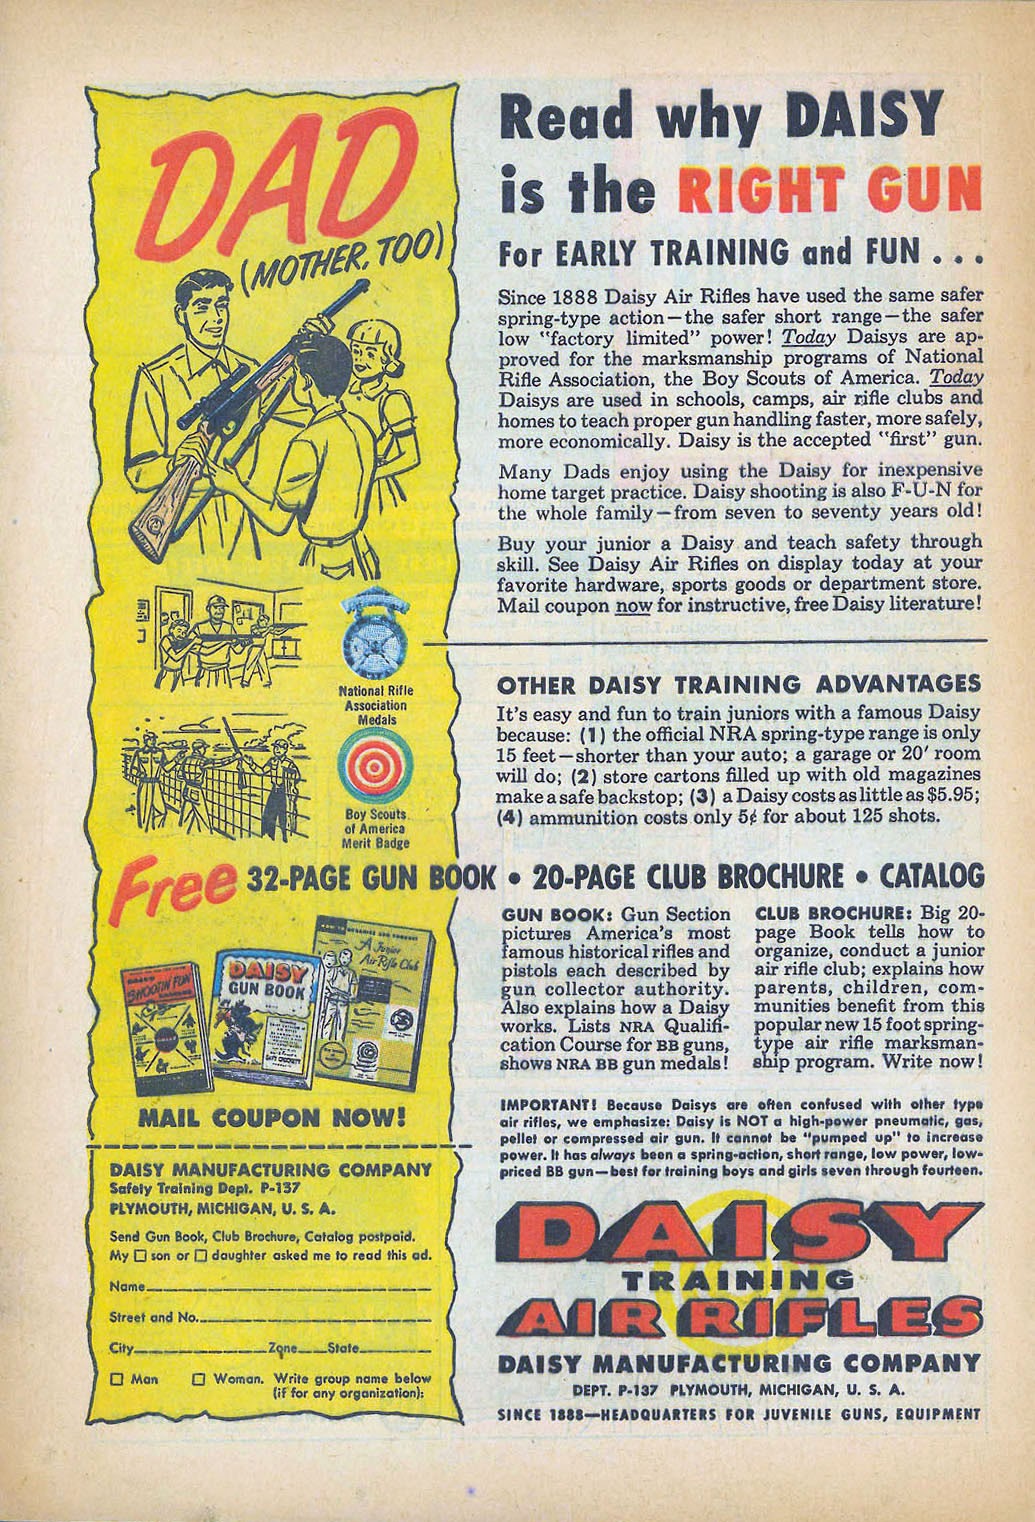 DAD
(MOTHER, TOO)
Read why DAISY
is the RIGHT GUN
For EARLY TRAINING and FUN . . .
Since 1888 Daisy Air Rifles have used the same safer
spring-type action—the safer short range—the safer
low "factory limited" power! Today Daisys are ap-
proved for the marksmanship programs of National
Rifle Association, the Boy Scouts of America. Today
Daisys are used in schools, camps, air rifle clubs and
homes to teach proper gun handling faster, more safely,
more economically. Daisy is the accepted "first" gun.
Many Dads enjoy using the Daisy for inexpensive
home target practice. Daisy shooting is also F-U-N for
the whole family—from seven to seventy years old!
Buy your junior a Daisy and teach safety through
skill. See Daisy Air Rifles on display today at your
favorite hardware, sports goods or department store.
Mail coupon now for instructive, free Daisy literature!
National Rifle
Association
Medals
Boy Scouts
of America
Merit Badge
OTHER DAISY TRAINING ADVANTAGES
It's easy and fun to train juniors with a famous Daisy
because: (1) the official NRA spring-type range is only
15 feet—shorter than your auto; a garage or 20' room
will do; (2) store cartons filled up with old magazines
make a safe backstop; (3) a Daisy costs as little as $5.95;
(4) ammunition costs only 5¢ for about 125 shots.
Free 32-PAGE GUN BOOK • 20-PAGE CLUB BROCHURE • CATALOG
GUN BOOK: Gun Section
pictures America's most
famous historical rifles and
pistols each described by
gun collector authority.
Also explains how a Daisy
works. Lists NRA Qualifi-
cation Course for BB guns,
shows NRA BB gun medals!
CLUB BROCHURE: Big 20-
page Book tells how to
organize, conduct a junior
air rifle club; explains how
parents, children, com-
munities benefit from this
popular new 15 foot spring-
type air rifle marksman-
ship program. Write now!
SHOOTIN' FUN
DAISY
GUN BOOK
A Junior
Air Rifle Club
MAIL COUPON NOW!
IMPORTANT! Because Daisys are often confused with other type
air rifles, we emphasize: Daisy is NOT a high-power pneumatic, gas,
pellet or compressed air gun. It cannot be "pumped up" to increase
power. It has always been a spring-action, short range, low power, low-
priced BB gun—best for training boys and girls seven through fourteen.
DAISY MANUFACTURING COMPANY
Safety Training Dept. P-137
PLYMOUTH, MICHIGAN, U. S. A.
Send Gun Book, Club Brochure, Catalog postpaid.
My □ son or □ daughter asked me to read this ad.
Name
Street and No.
City Zone State
□ Man □ Woman. Write group name below
(if for any organization):
DAISY
TRAINING
AIR RIFLES
DAISY MANUFACTURING COMPANY
DEPT. P-137 PLYMOUTH, MICHIGAN, U. S. A.
SINCE 1888—HEADQUARTERS FOR JUVENILE GUNS, EQUIPMENT